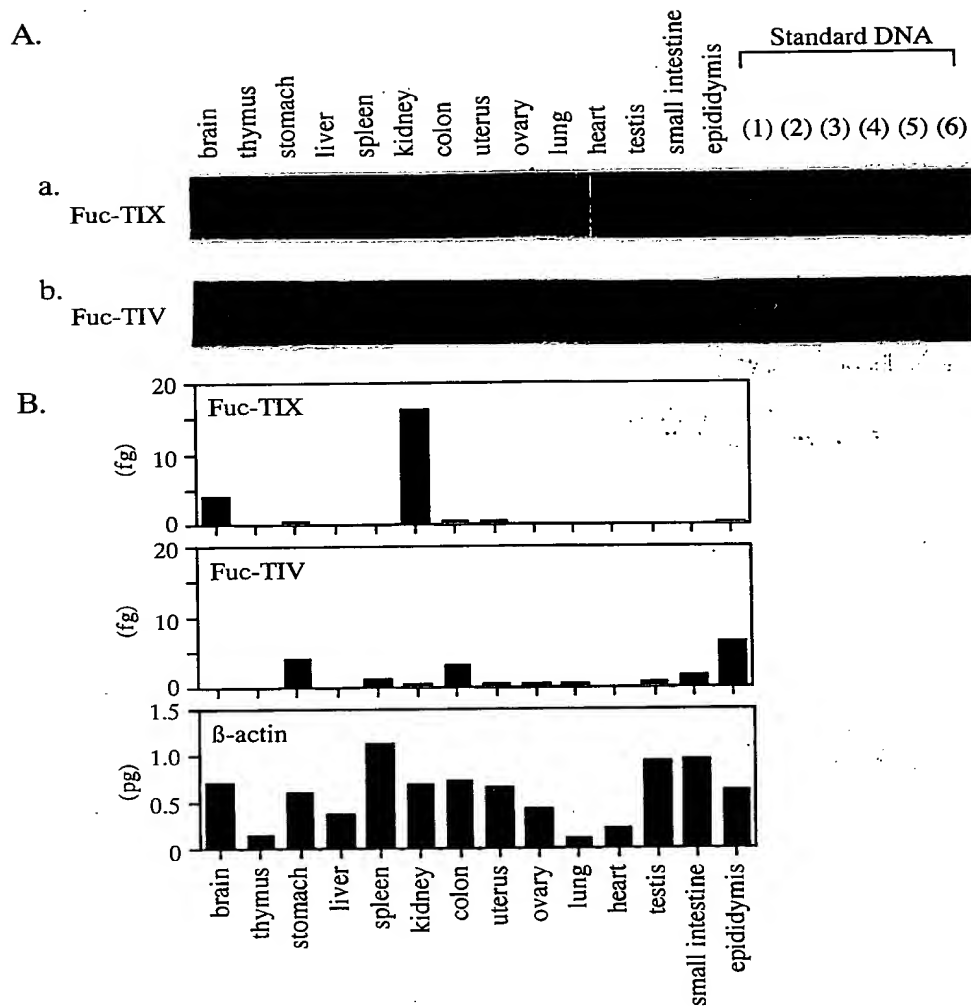 A.
Standard DNA
brain
thymus
stomach
liver
spleen
kidney
colon
uterus
ovary
lung
heart
testis
small intestine
epididymis
(1) (2) (3) (4) (5) (6)
a.
Fuc-TIX
b.
Fuc-TIV
B.
Fuc-TIX
(fg)
20
10
0
Fuc-TIV
(fg)
20
10
0
ß-actin
(pg)
1.5
1.0
0.5
0
brain
thymus
stomach
liver
spleen
kidney
colon
uterus
ovary
lung
heart
testis
small intestine
epididymis